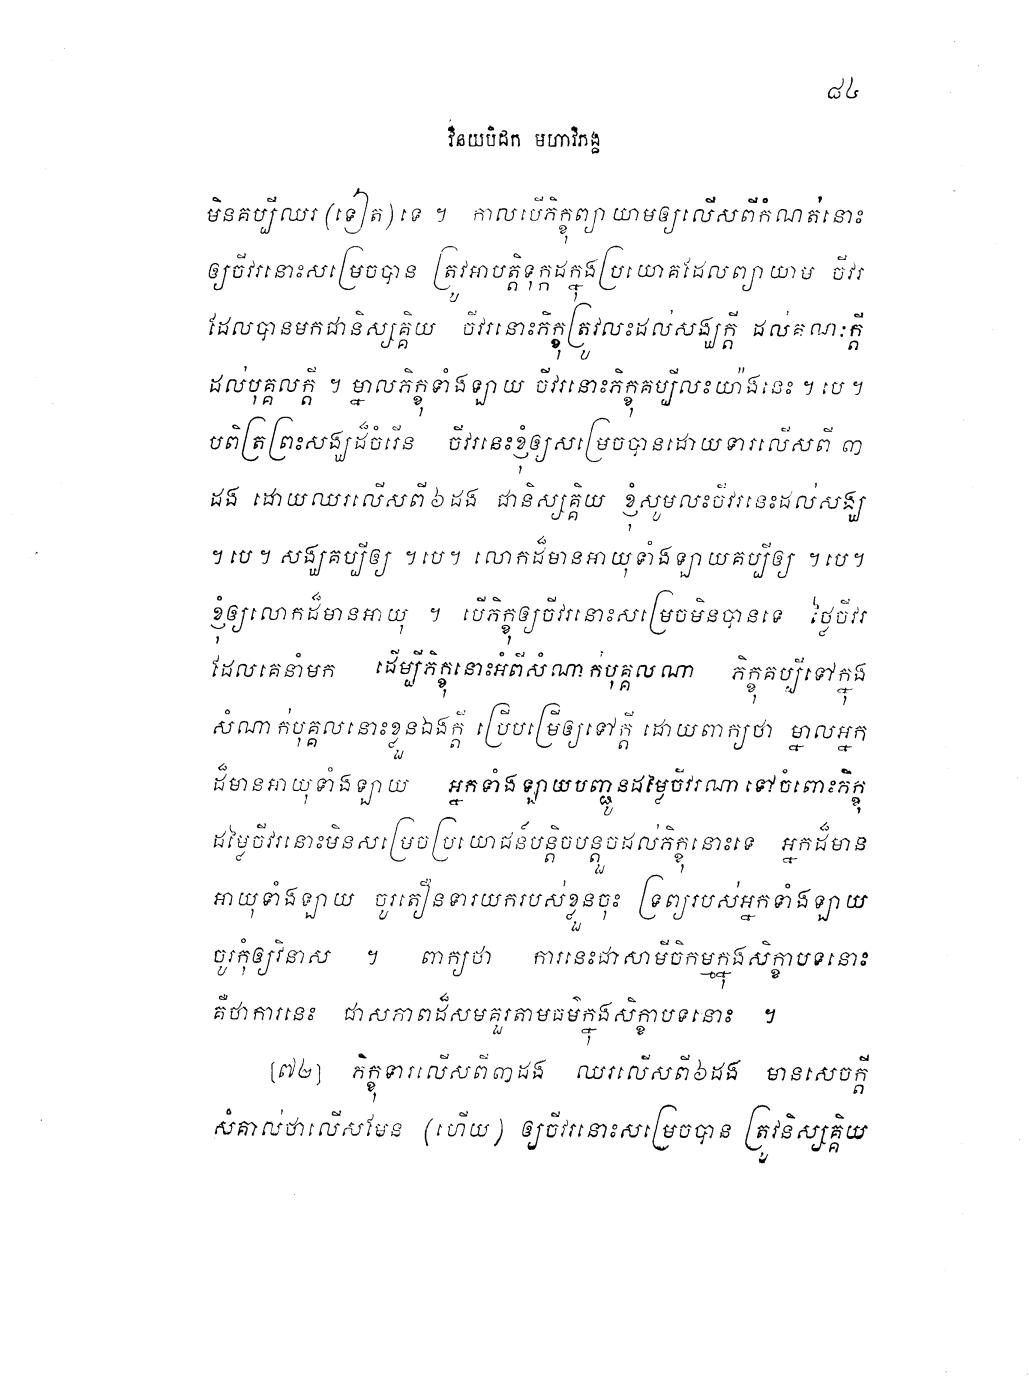 ៨៤
វិនយបិដក មហាវិភង្គ
មិនគប្បីឈរ (ទៀត) ទេ ។ កាលបើភិក្ខុព្យាយាមឲ្យលើសពីកំណត់នោះ
ឲ្យចីវរនោះសម្រេចបាន ត្រូវអាបត្តិទុក្កដក្នុងប្រយោគដែលព្យាយាម ចីវរ
ដែលបានមកជានិស្សគ្គិយ ចីវរនោះភិក្ខុត្រូវលះដល់សង្ឃក្តី ដល់គណៈក្តី
ដល់បុគ្គលក្តី ។ ម្នាលភិក្ខុទាំងឡាយ ចីវរនោះភិក្ខុគប្បីលះយ៉ាងនេះ ។ បេ ។
បពិត្រព្រះសង្ឃដ៏ចំរើន ចីវរនេះខ្ញុំឲ្យសម្រេចបានដោយទារលើសពី ៣
ដង ដោយឈរលើសពី ៦ ដង ជានិស្សគ្គិយ ខ្ញុំសូមលះចីវរនេះដល់សង្ឃ
។ បេ ។ សង្ឃគប្បីឲ្យ ។ បេ ។ លោកដ៏មានអាយុទាំងឡាយគប្បីឲ្យ ។ បេ ។
ខ្ញុំឲ្យលោកដ៏មានអាយុ ។ បើភិក្ខុឲ្យចីវរនោះសម្រេចមិនបានទេ ថ្លៃចីវរ
ដែលគេនាំមក ដើម្បីភិក្ខុនោះអំពីសំណាក់បុគ្គលណា ភិក្ខុគប្បីទៅក្នុង
សំណាក់បុគ្គលនោះខ្លួនឯងក្តី ប្រើបម្រើឲ្យទៅក្តី ដោយពាក្យថា ម្នាលអ្នក
ដ៏មានអាយុទាំងឡាយ អ្នកទាំងឡាយបញ្ជូនដម្លៃចីវរណាទៅចំពោះភិក្ខុ
ដម្លៃចីវរនោះមិនសម្រេចប្រយោជន៍បន្តិចបន្តួចដល់ភិក្ខុនោះទេ អ្នកដ៏មាន
អាយុទាំងឡាយ ចូរតឿនទារយករបស់ខ្លួនចុះ ទ្រព្យរបស់អ្នកទាំងឡាយ
ចូរកុំឲ្យវិនាស ។ ពាក្យថា ការនេះជាសាមីចិកម្មក្នុងសិក្ខាបទនោះ
គឺថាការនេះ ជាសភាពដ៏សមគួរតាមធម៌ក្នុងសិក្ខាបទនោះ ។
[៧៤] ភិក្ខុទារលើសពី៣ដង ឈរលើសពី៦ដង មានសេចក្តី
សំគាល់ថាលើសមែន (ហើយ) ឲ្យចីវរនោះសម្រេចបាន ត្រូវនិស្សគ្គិយ